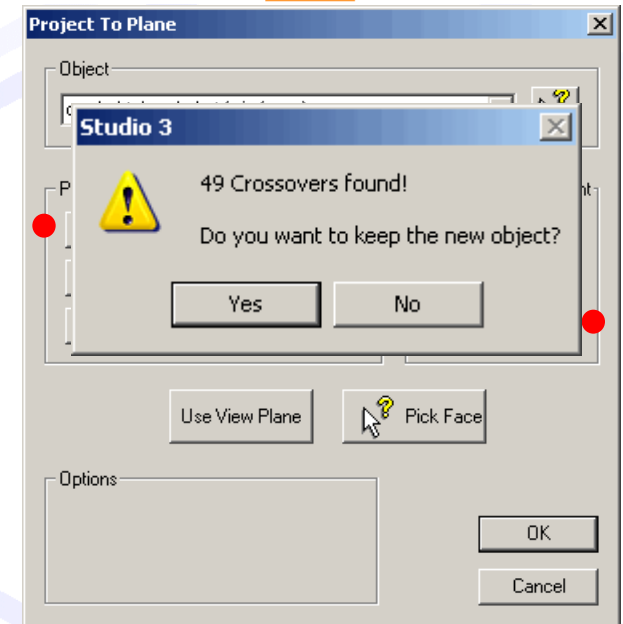 Project To Plane
Object
Studio 3
49 Crossovers found!
Do you want to keep the new object?
Yes
No
Use View Plane
Pick Face
Options
OK
Cancel